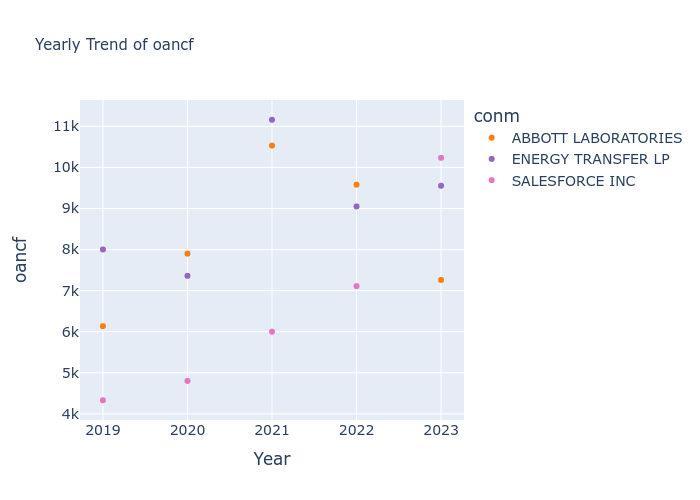 Yearly Trend of oancf
conm
ABBOTT LABORATORIES
ENERGY TRANSFER LP
SALESFORCE INC
oancf
11k
10k
9k
8k
7k
6k
5k
4k
2019 2020 2021 2022 2023
Year